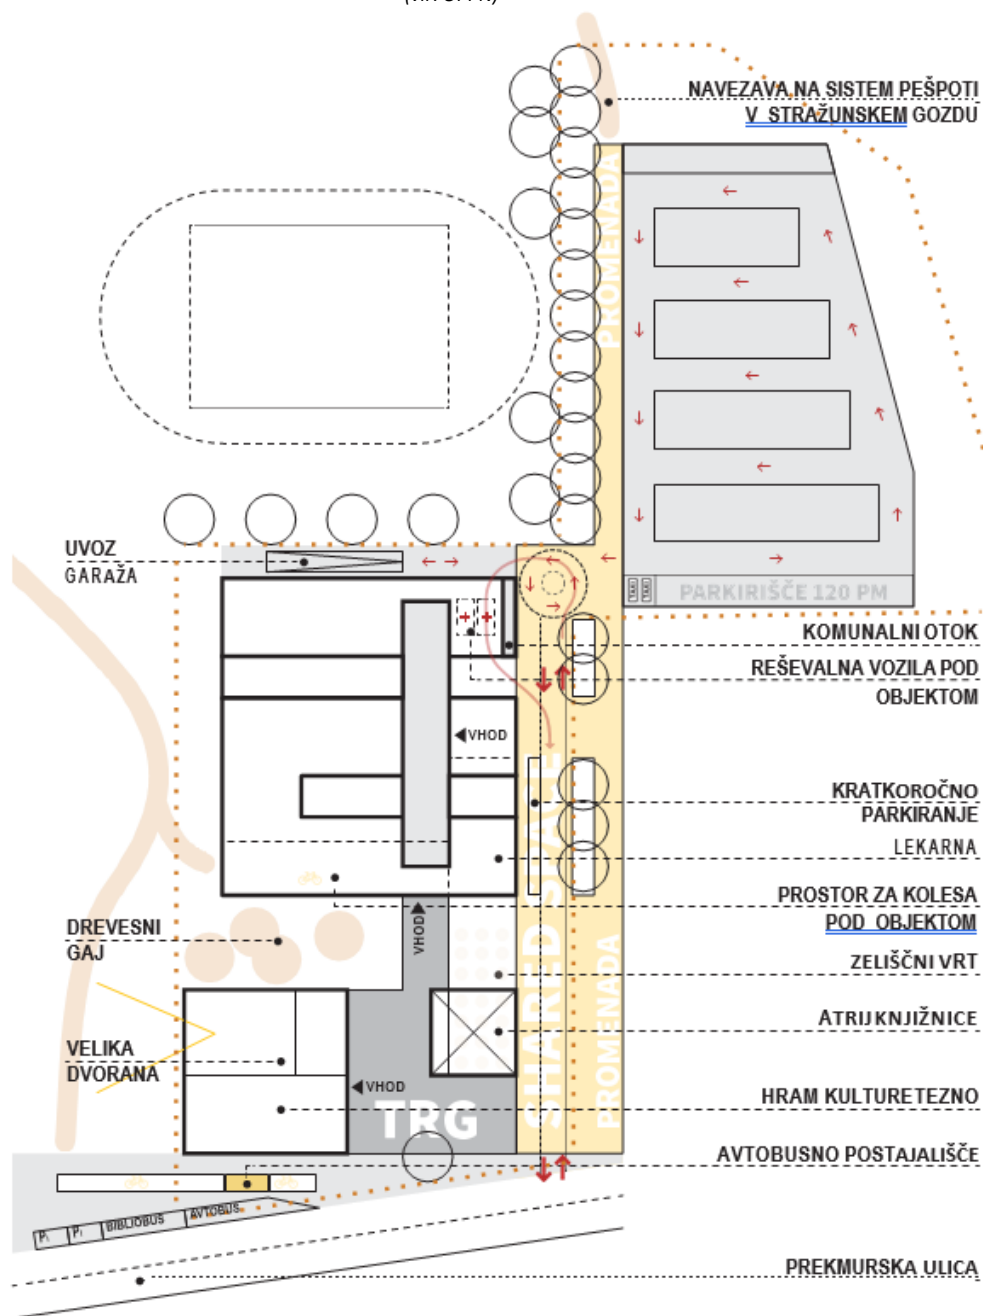 NAVEZAVA NA SISTEM PEŠPOTI
V STRAŽUNSKEM GOZDU
PROMENADA
UVOZ
GARAŽA
TAXI
TAXI
PARKIRIŠČE 120 PM
KOMUNALNI OTOK
REŠEVALNA VOZILA POD
OBJEKTOM
VHOD
SHARED SPACE
KRATKOROČNO
PARKIRANJE
LEKARNA
PROSTOR ZA KOLESA
POD OBJEKTOM
VHOD
DREVESNI
GAJ
PROMENADA
ZELIŠČNI VRT
ATRIJ KNJIŽNICE
VELIKA
DVORANA
VHOD
TRG
HRAM KULTURE TEZNO
AVTOBUSNO POSTAJALIŠČE
P
P
BIBLIOBUS
AVTOBUS
PREKMURSKA ULICA